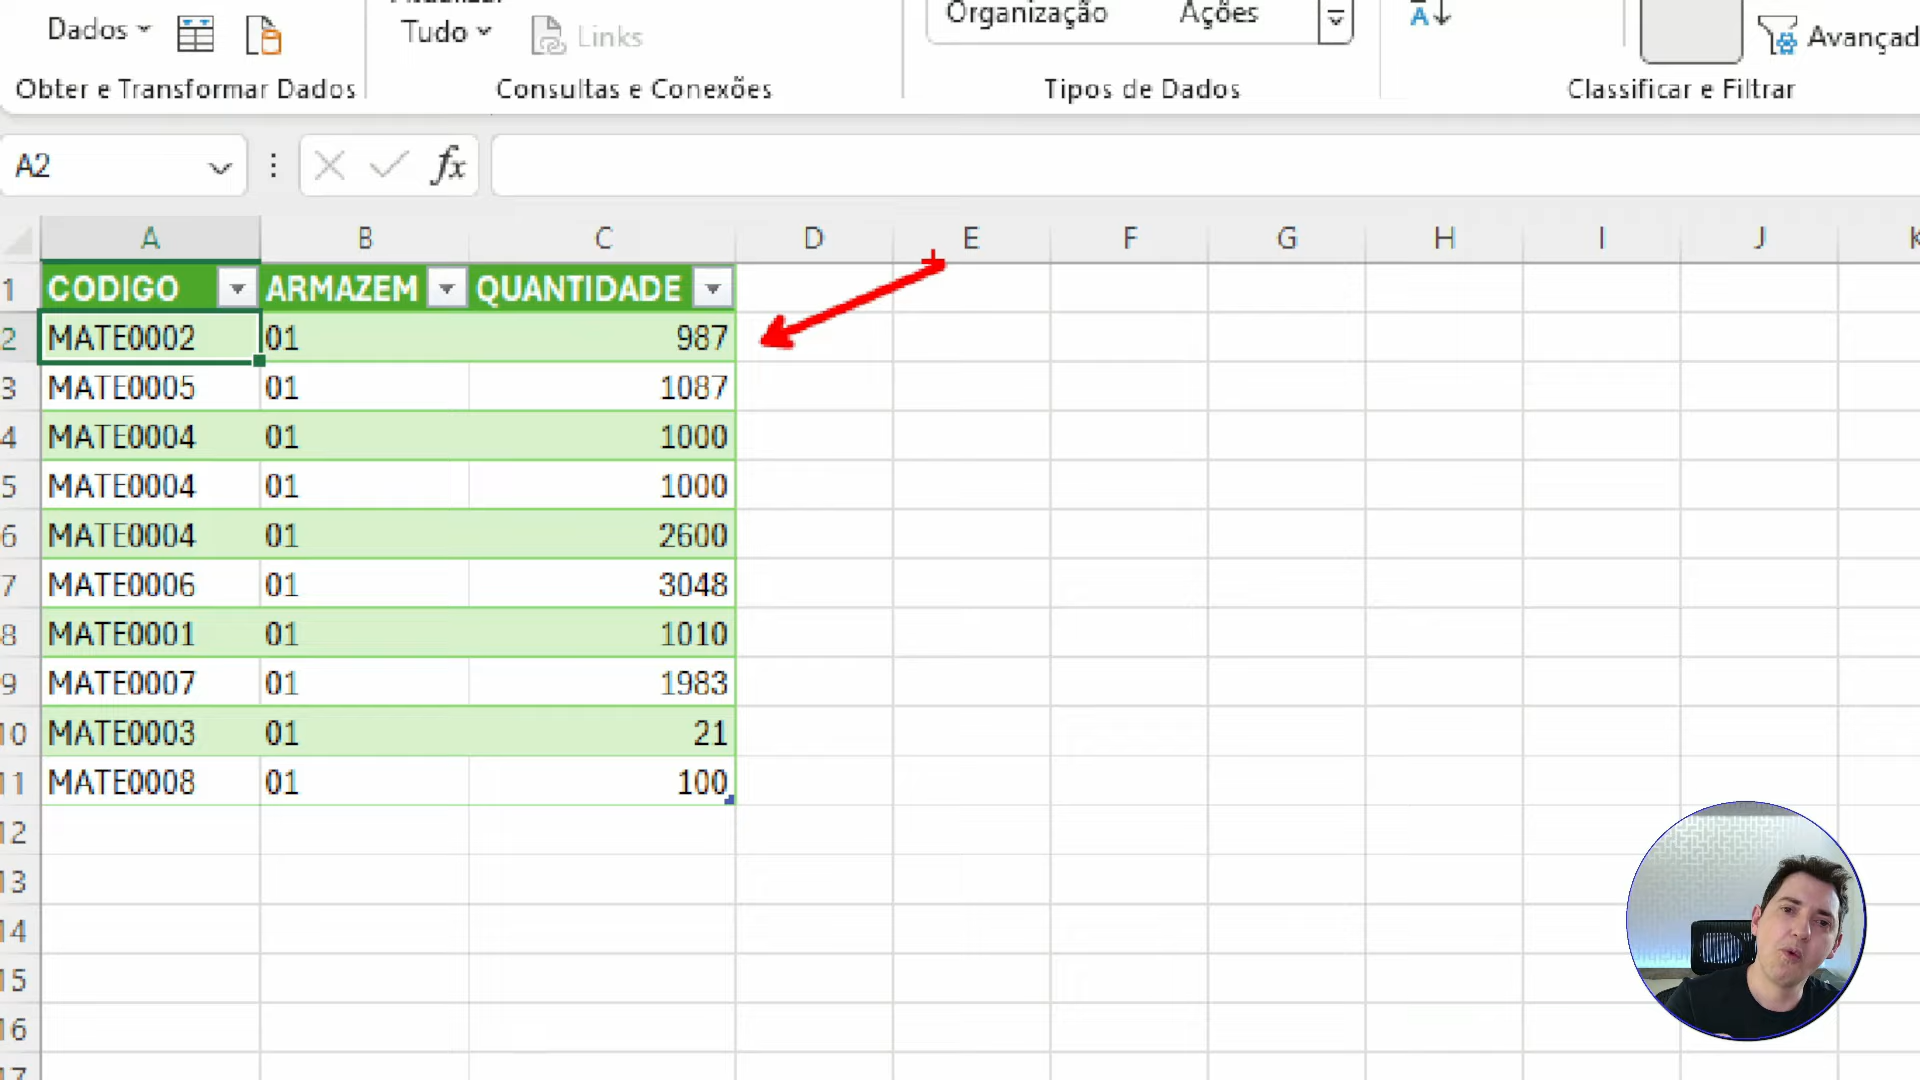 Dados
Tudo
Links
Organização
Ações
Avançad
Obter e Transformar Dados
Consultas e Conexões
Tipos de Dados
Classificar e Filtrar
A2
fx
A B C D E F G H I J K
1 CODIGO ARMAZEM QUANTIDADE
2 MATE0002 01 987
3 MATE0005 01 1087
4 MATE0004 01 1000
5 MATE0004 01 1000
6 MATE0004 01 2600
7 MATE0006 01 3048
8 MATE0001 01 1010
9 MATE0007 01 1983
10 MATE0003 01 21
11 MATE0008 01 100
12
13
14
15
16
17